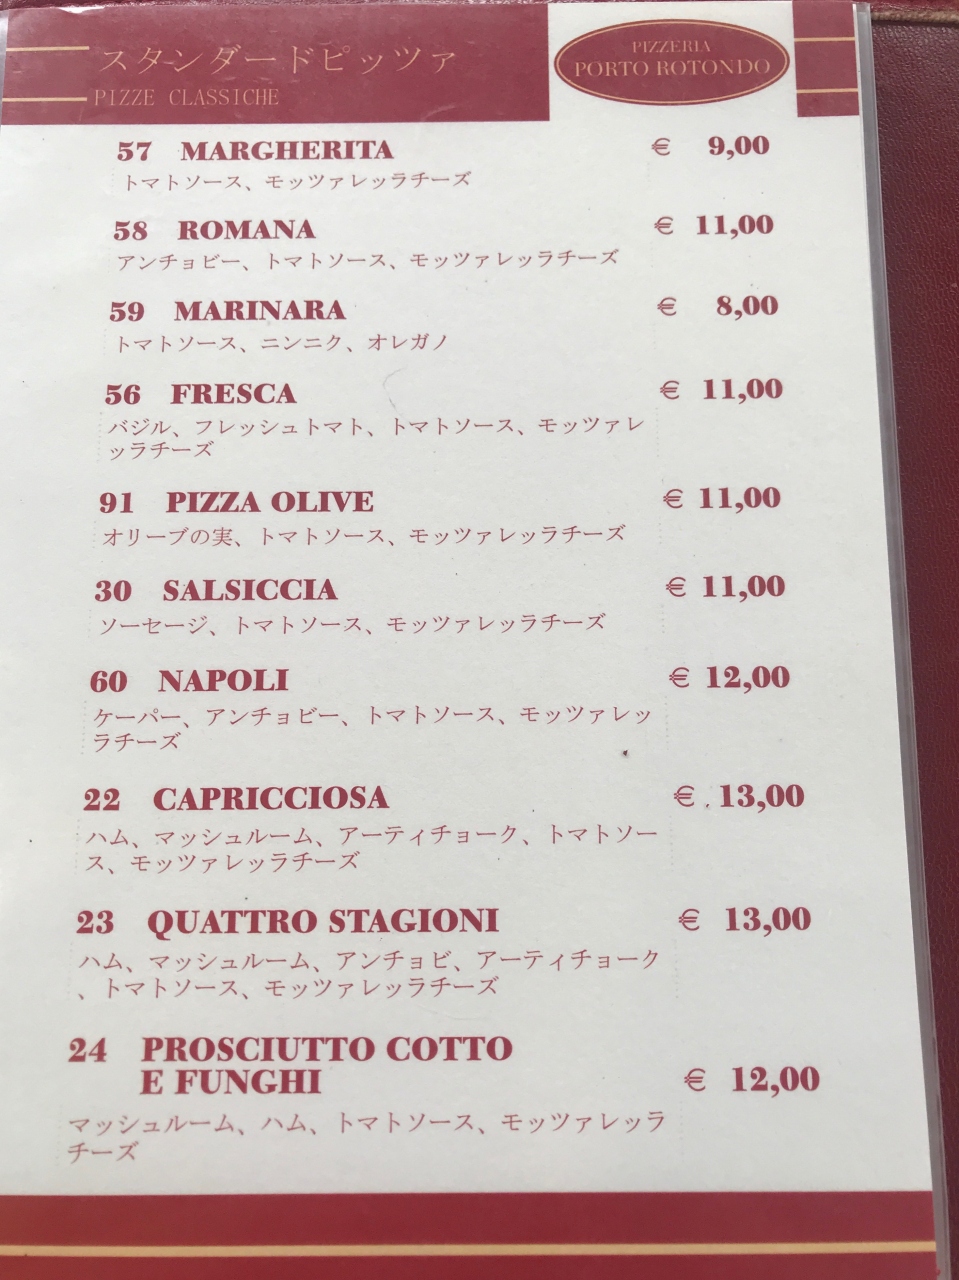 スタンダードピッツァ
PIZZE CLASSICHE
PIZZERIA
PORTO ROTONDO
57 MARGHERITA € 9,00
トマトソース、モッツァレッラチーズ
58 ROMANA € 11,00
アンチョビー、トマトソース、モッツァレッラチーズ
59 MARINARA € 8,00
トマトソース、ニンニク、オレガノ
56 FRESCA € 11,00
バジル、フレッシュトマト、トマトソース、モッツァレ
ッラチーズ
91 PIZZA OLIVE € 11,00
オリーブの実、トマトソース、モッツァレッラチーズ
30 SALSICCIA € 11,00
ソーセージ、トマトソース、モッツァレッラチーズ
60 NAPOLI € 12,00
ケーパー、アンチョビー、トマトソース、モッツァレッ
ラチーズ
22 CAPRICCIOSA € 13,00
ハム、マッシュルーム、アーティチョーク、トマトソー
ス、モッツァレッラチーズ
23 QUATTRO STAGIONI € 13,00
ハム、マッシュルーム、アンチョビ、アーティチョーク
、トマトソース、モッツァレッラチーズ
24 PROSCIUTTO COTTO
E FUNGHI € 12,00
マッシュルーム、ハム、トマトソース、モッツァレッラ
チーズ